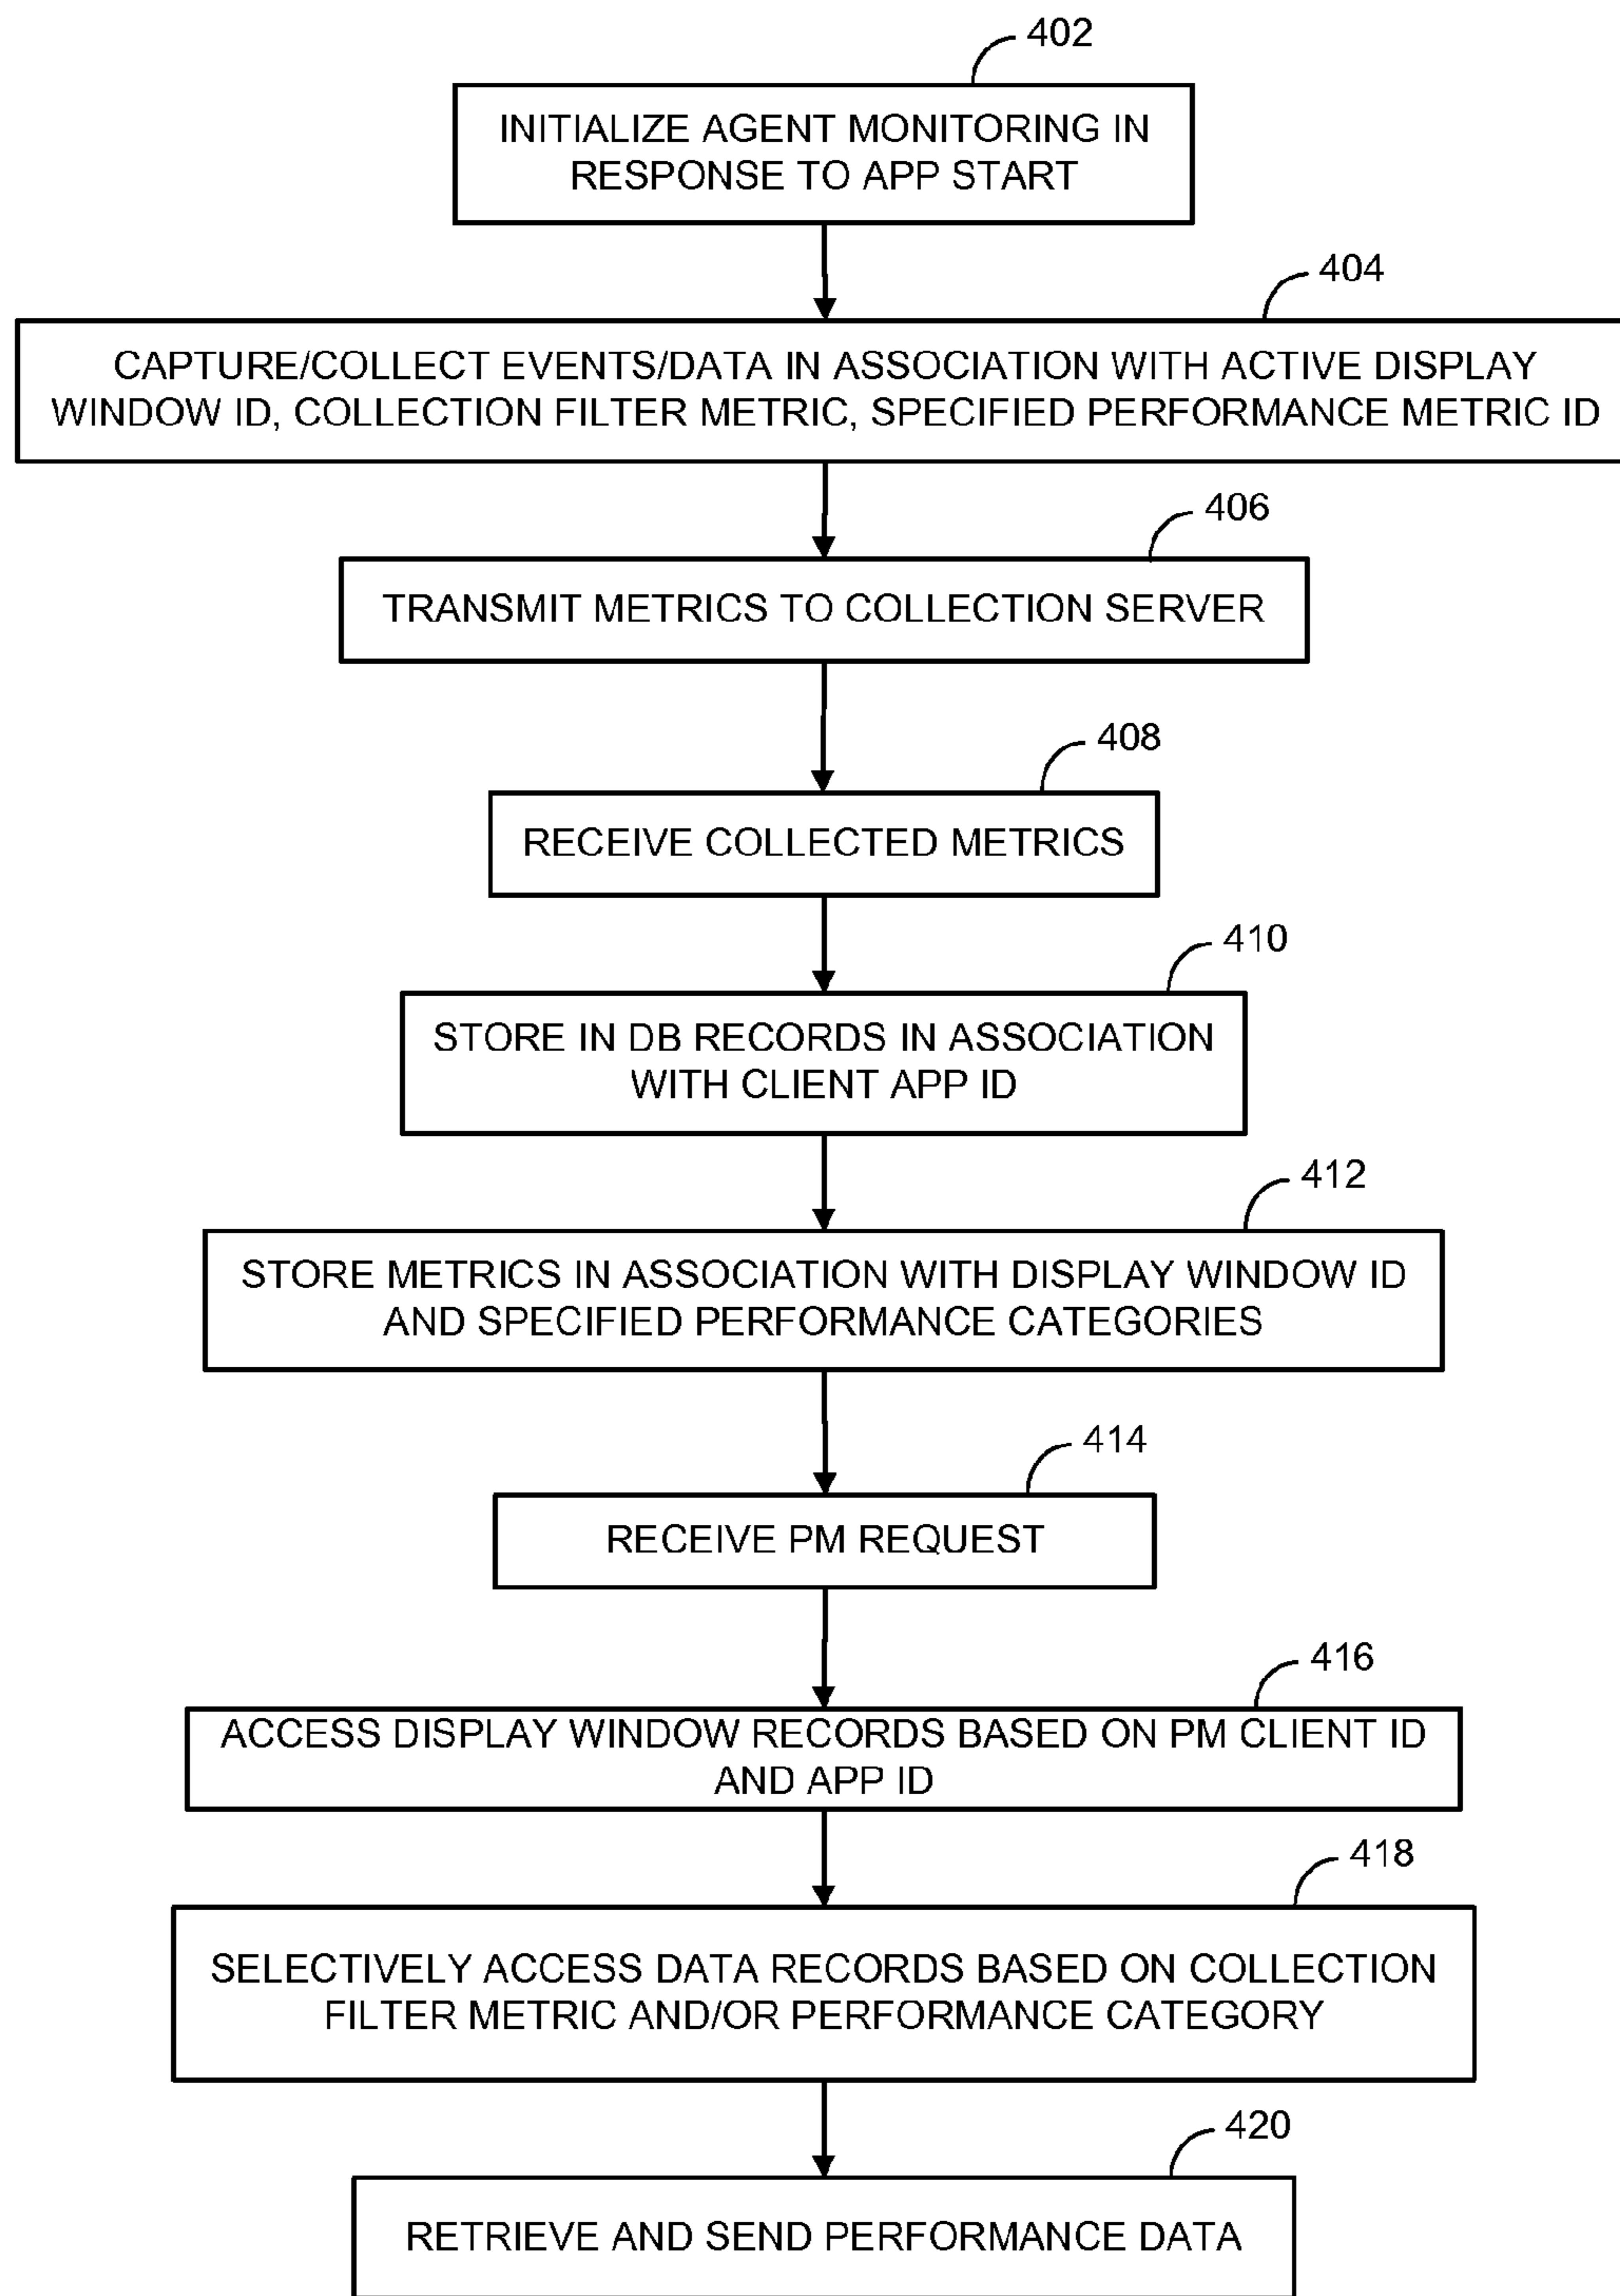 402
INITIALIZE AGENT MONITORING IN
RESPONSE TO APP START
404
CAPTURE/COLLECT EVENTS/DATA IN ASSOCIATION WITH ACTIVE DISPLAY
WINDOW ID, COLLECTION FILTER METRIC, SPECIFIED PERFORMANCE METRIC ID
406
TRANSMIT METRICS TO COLLECTION SERVER
408
RECEIVE COLLECTED METRICS
410
STORE IN DB RECORDS IN ASSOCIATION
WITH CLIENT APP ID
412
STORE METRICS IN ASSOCIATION WITH DISPLAY WINDOW ID
AND SPECIFIED PERFORMANCE CATEGORIES
414
RECEIVE PM REQUEST
416
ACCESS DISPLAY WINDOW RECORDS BASED ON PM CLIENT ID
AND APP ID
418
SELECTIVELY ACCESS DATA RECORDS BASED ON COLLECTION
FILTER METRIC AND/OR PERFORMANCE CATEGORY
420
RETRIEVE AND SEND PERFORMANCE DATA